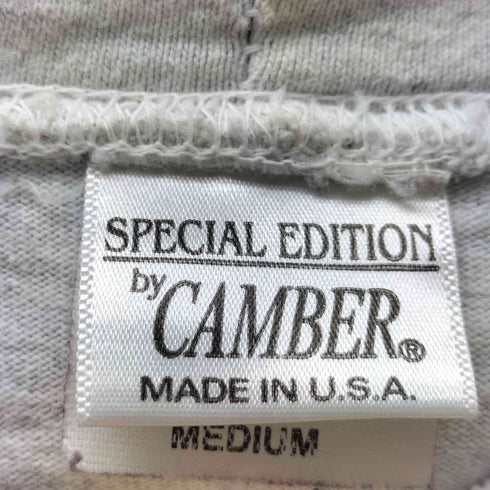 SPECIAL EDITION
by CAMBER®
MADE IN U.S.A.
MEDIUM